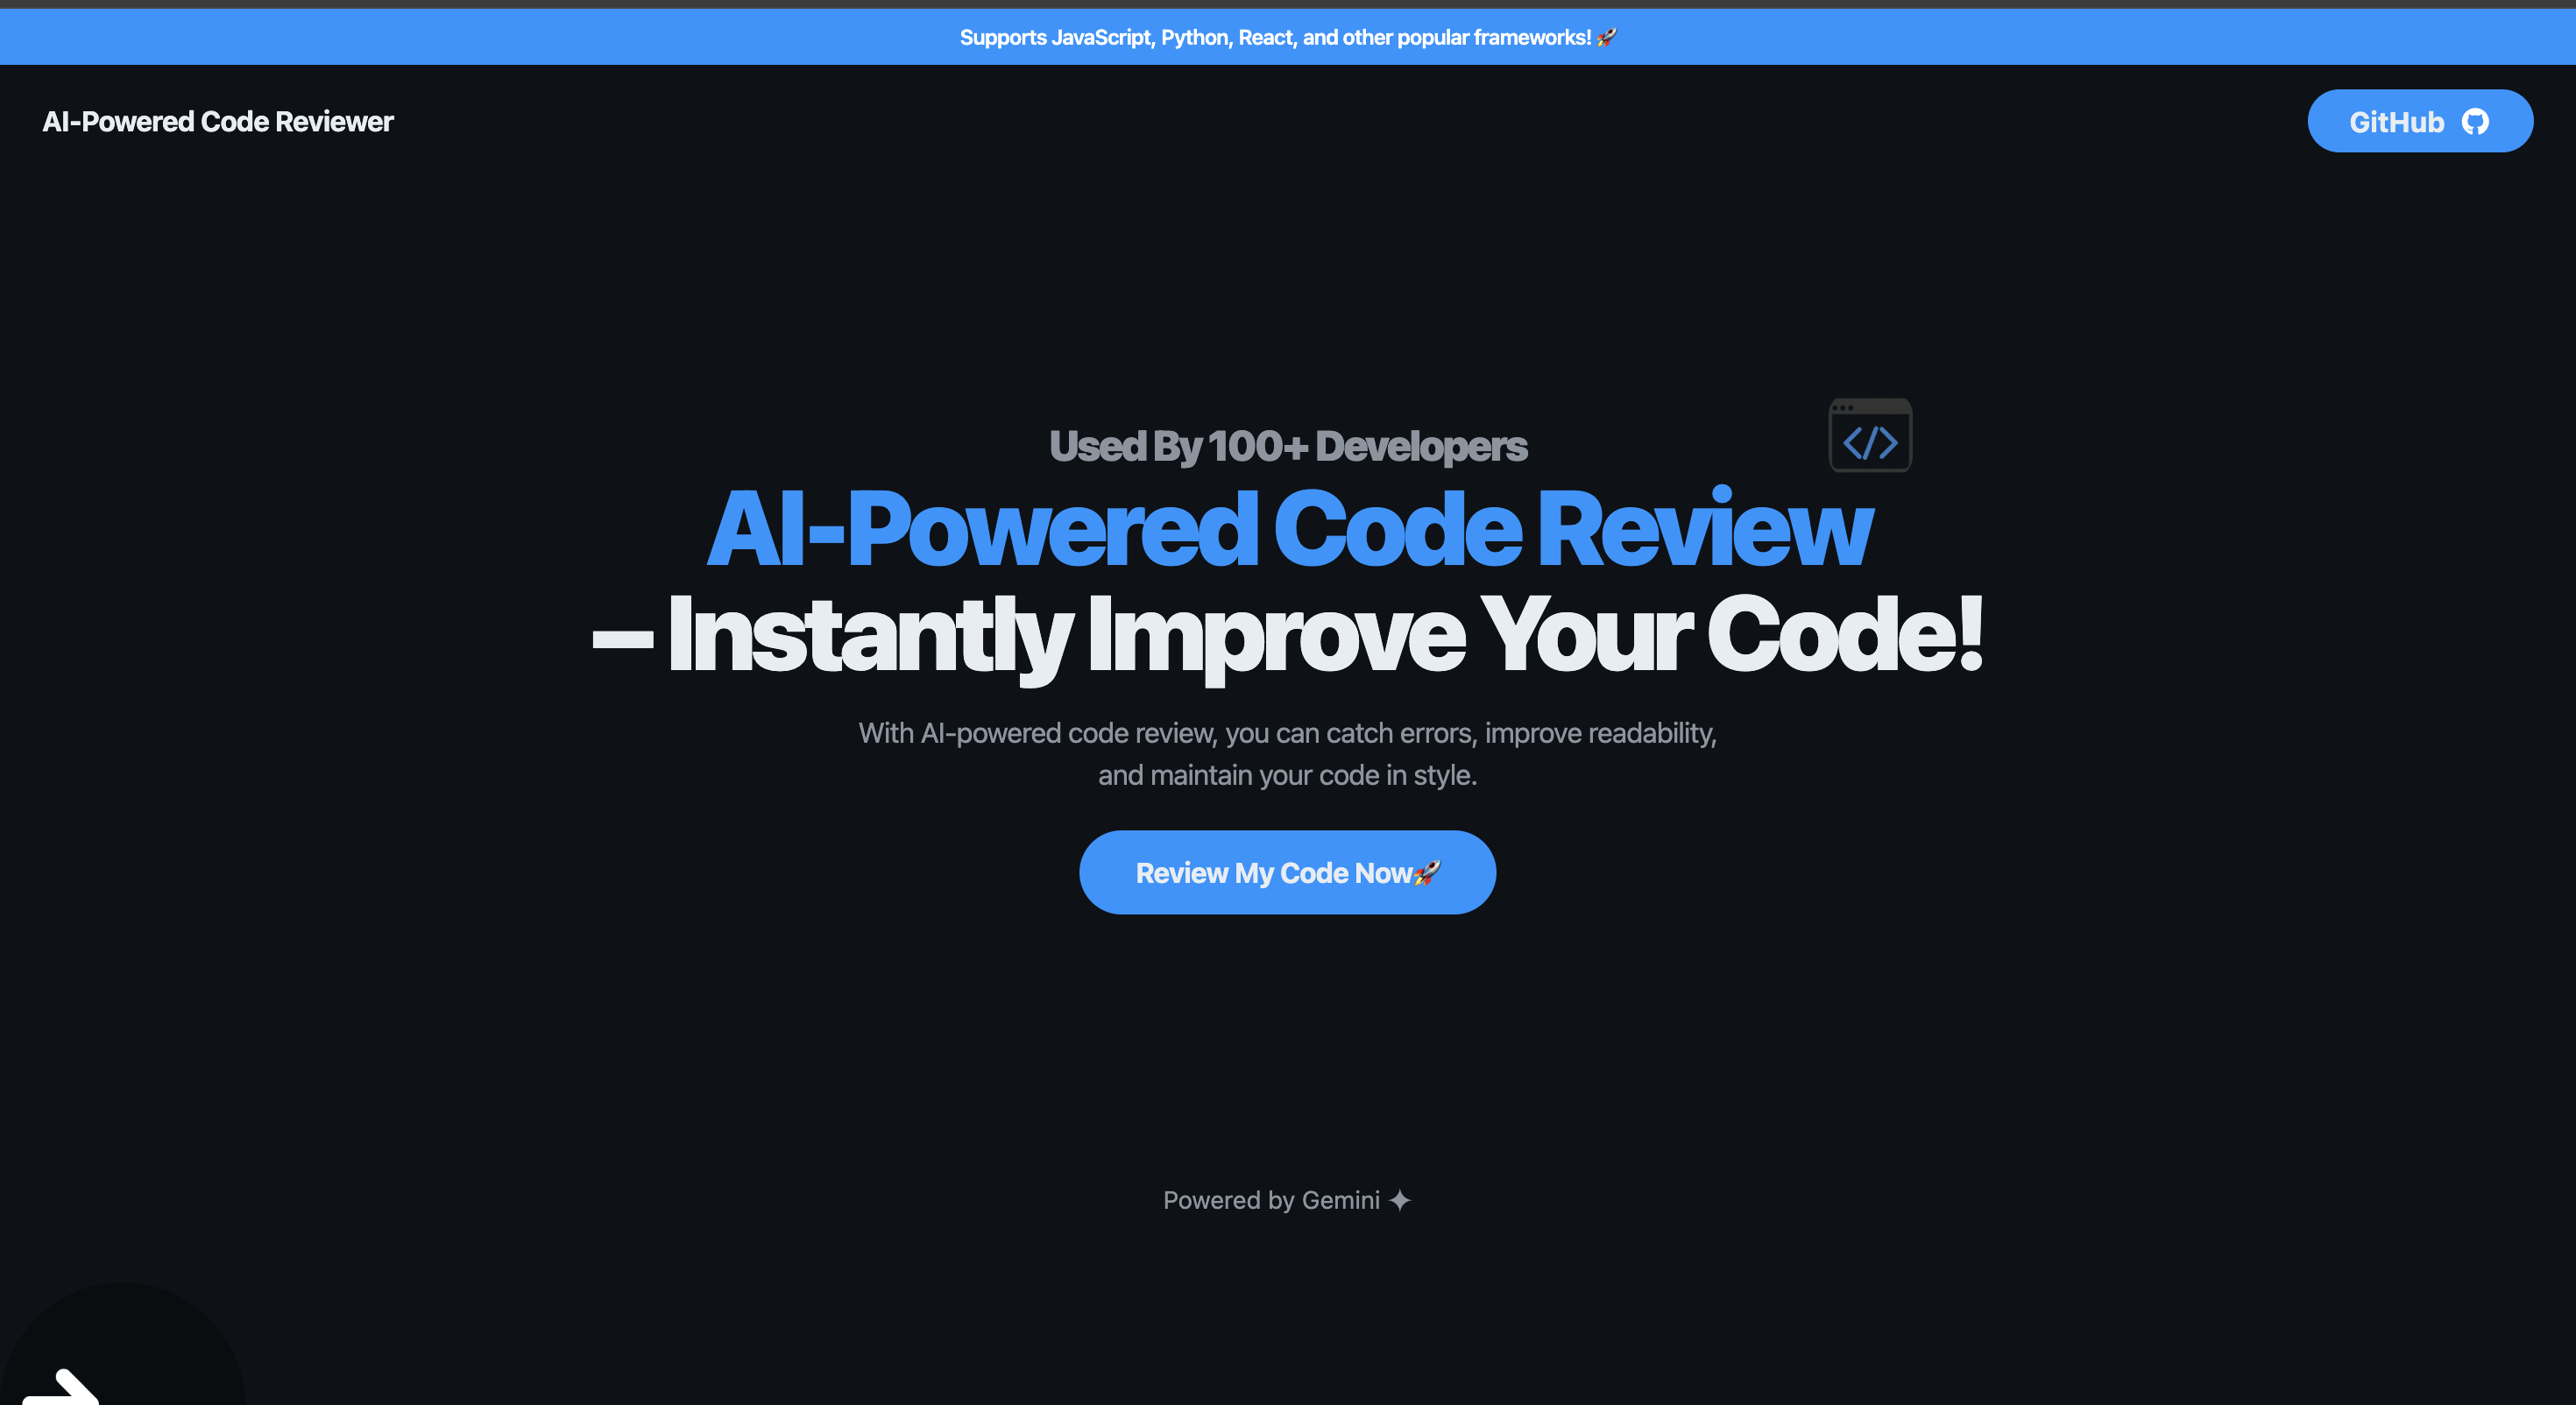 Supports JavaScript, Python, React, and other popular frameworks! 🚀
AI-Powered Code Reviewer
GitHub
Used By 100+ Developers
</>
AI-Powered Code Review
– Instantly Improve Your Code!
With AI-powered code review, you can catch errors, improve readability,
and maintain your code in style.
Review My Code Now🚀
Powered by Gemini ✦